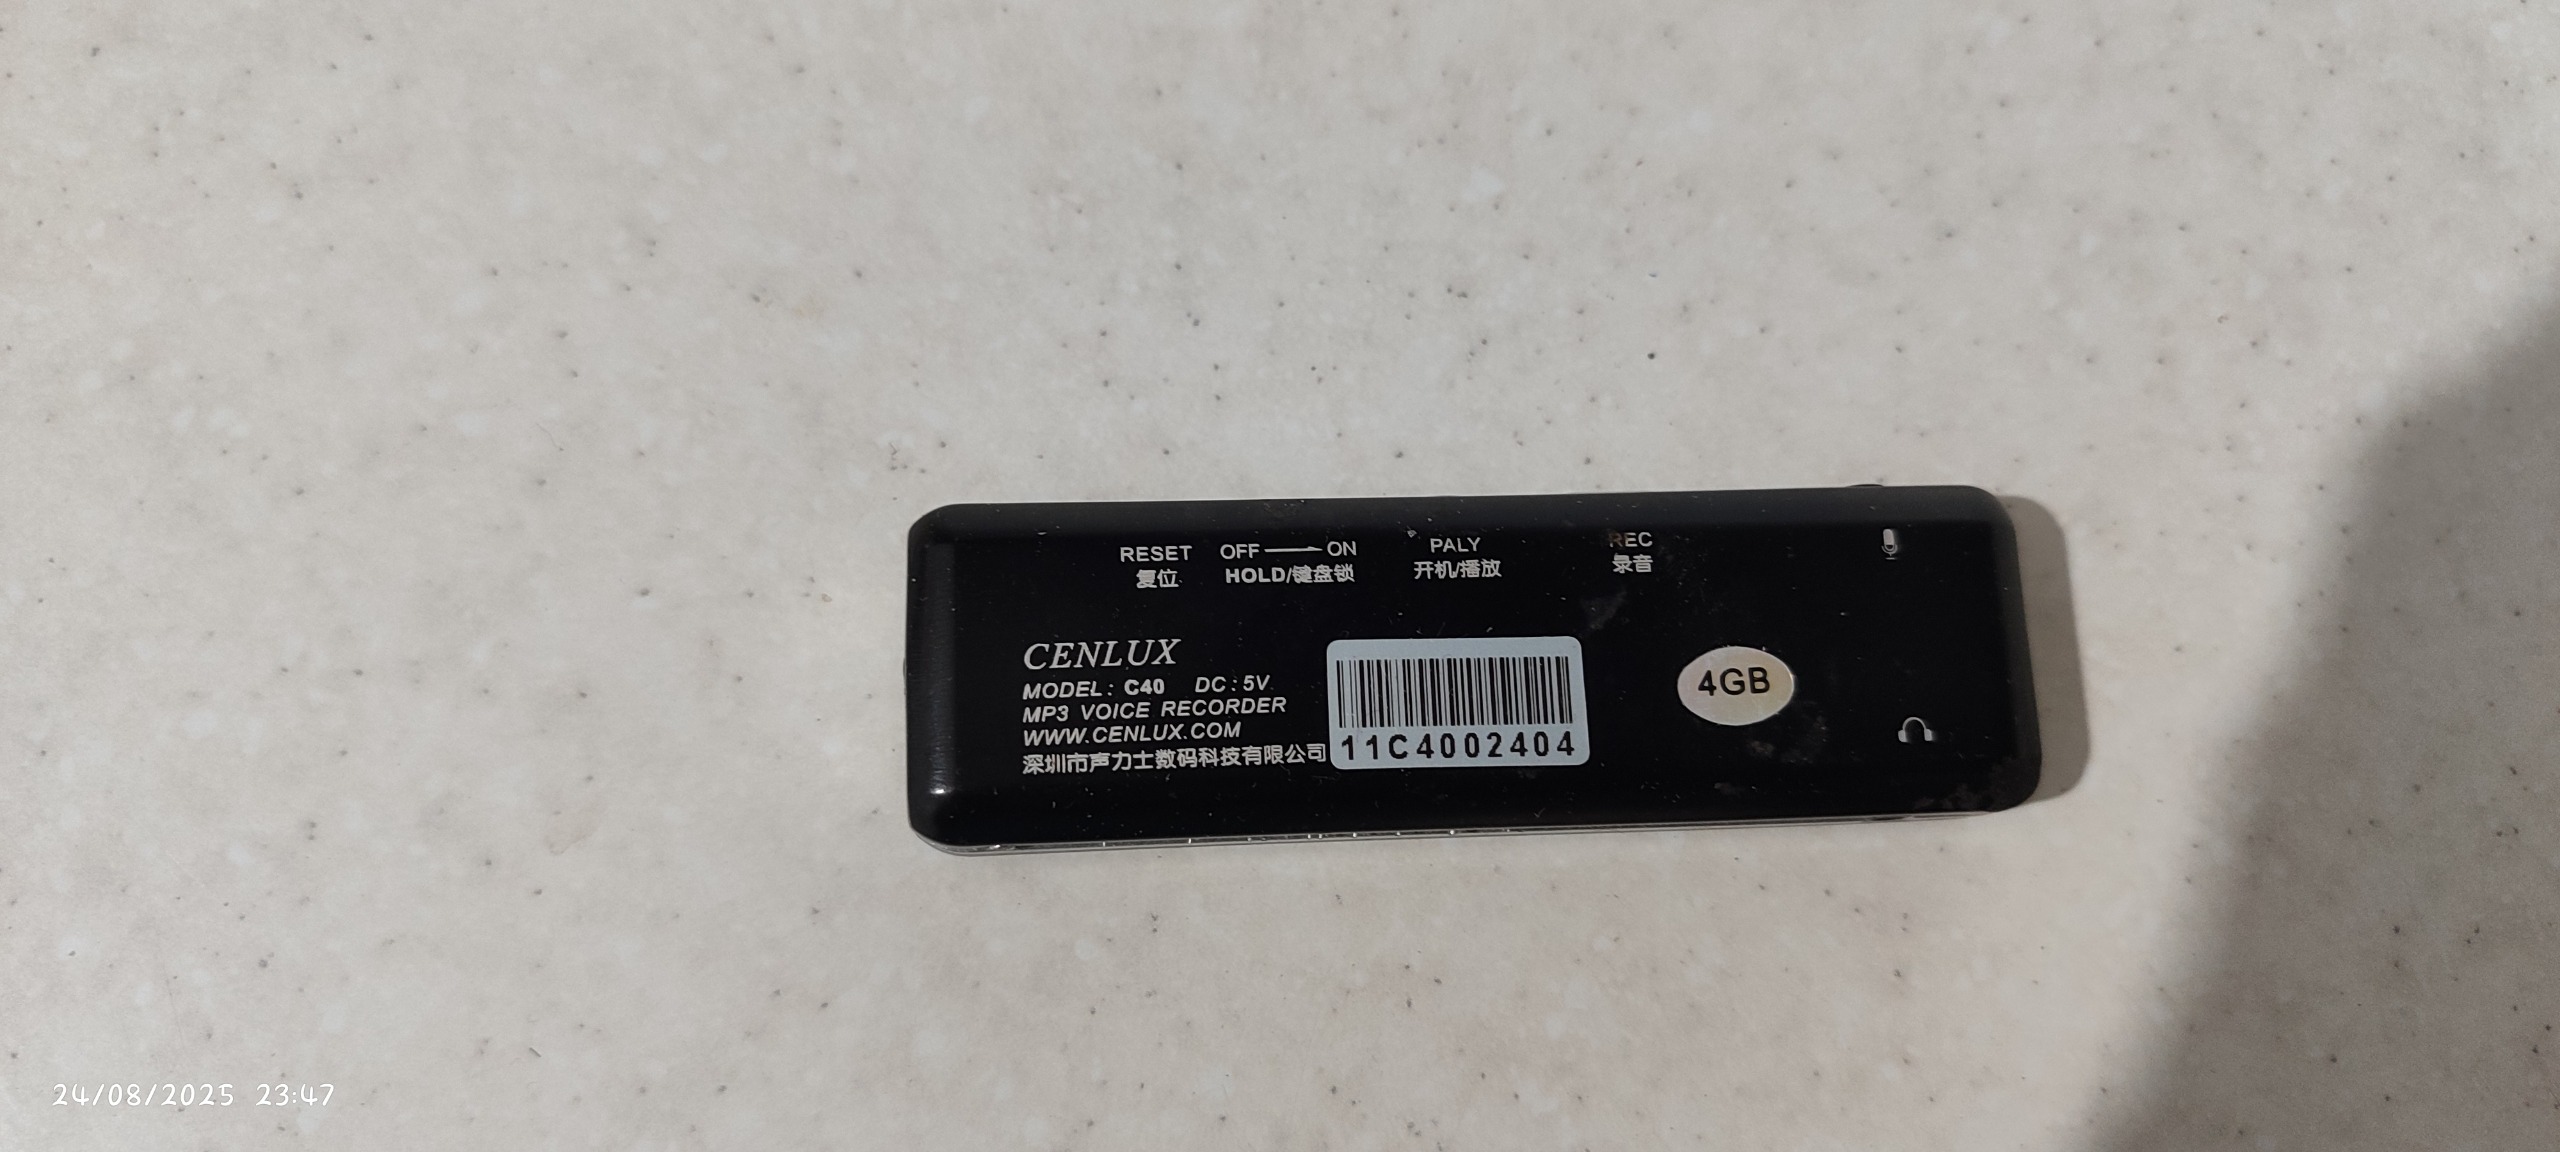 RESET OFF ON PALY REC
复位 HOLD/键盘锁 开机/播放 录音
CENLUX
MODEL: C40 DC:5V
MP3 VOICE RECORDER
WWW.CENLUX.COM
深圳市声力士数码科技有限公司
11C4002404
4GB
24/08/2025 23:47